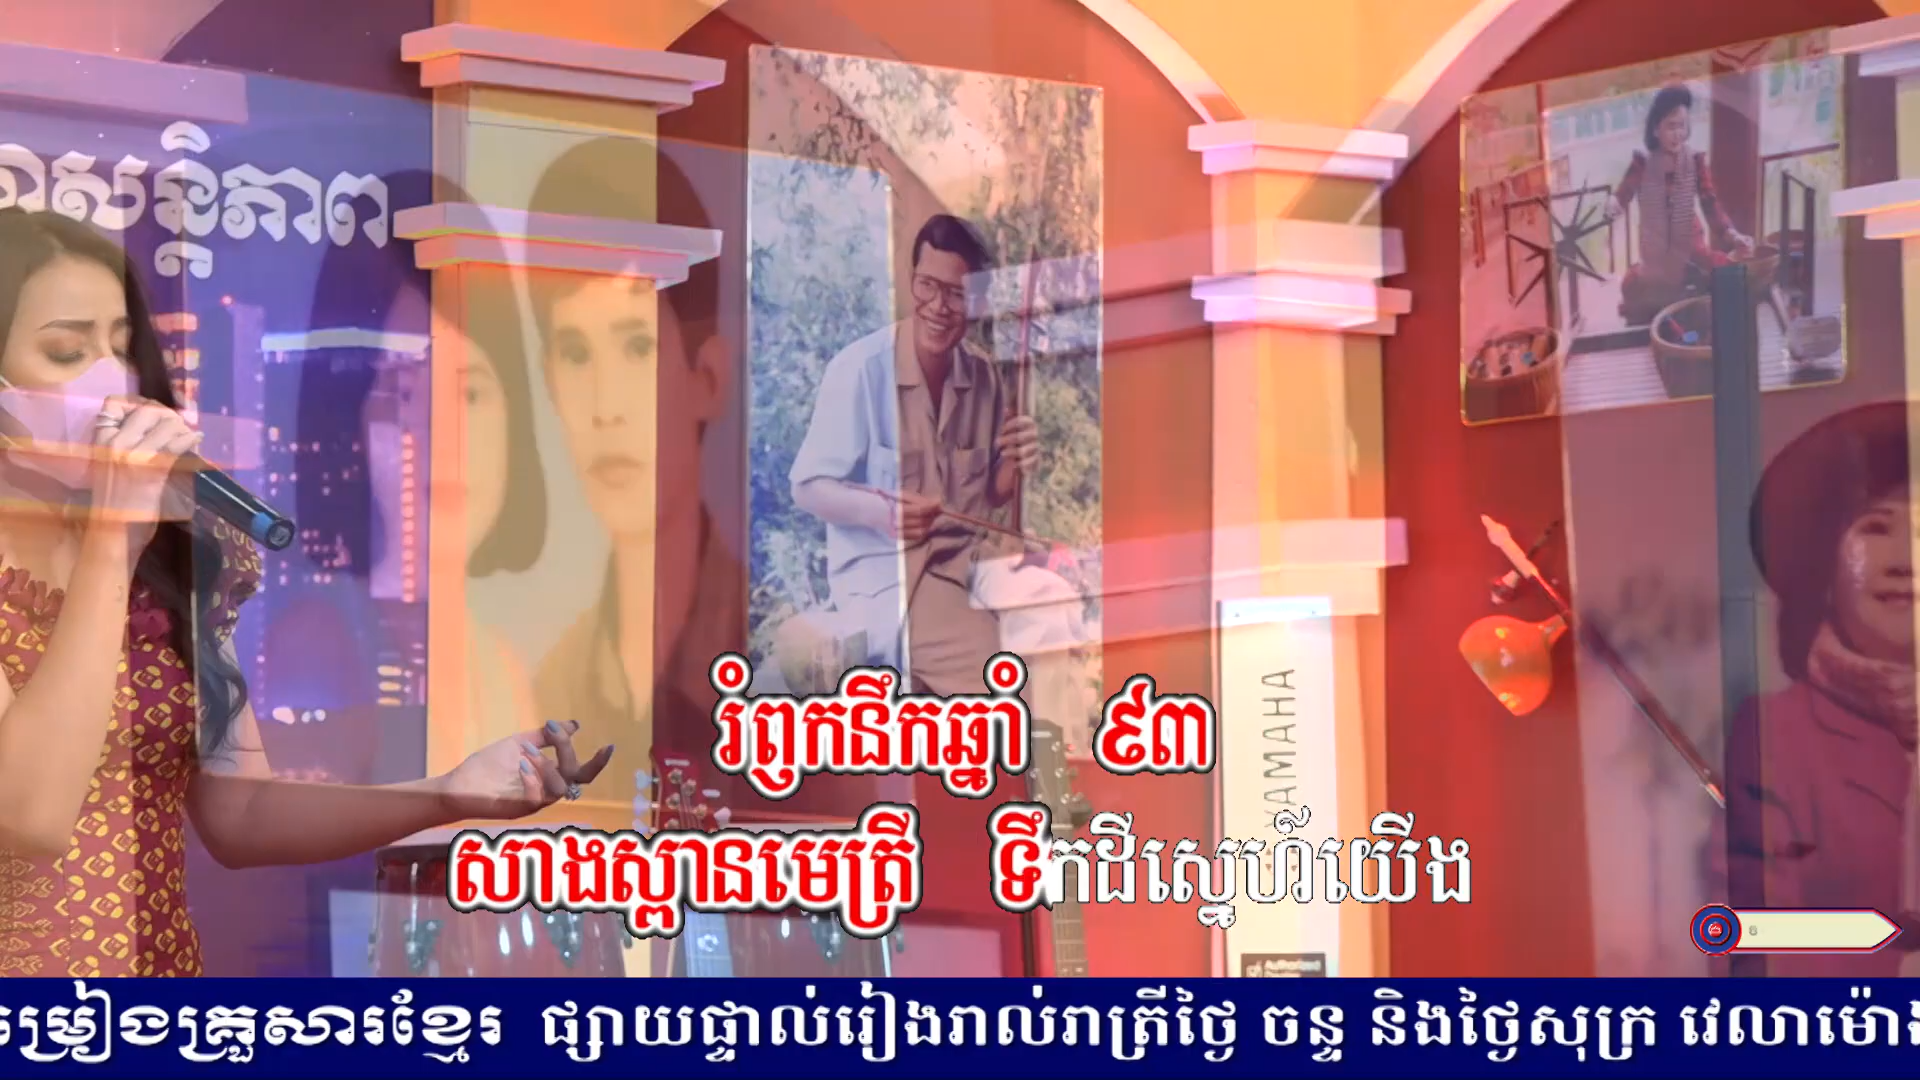 សន្តិភាព
រំឭកនឹកឆ្នាំ ៩៣
សាងស្ពានមេត្រី ទឹកដីស្នេហ៍យើង
YAMAHA
Authorized
6
ម្រៀងគ្រួសារខ្មែរ ផ្សាយផ្ទាល់រៀងរាល់រាត្រីថ្ងៃ ចន្ទ និងថ្ងៃសុក្រ វេលាម៉ោង